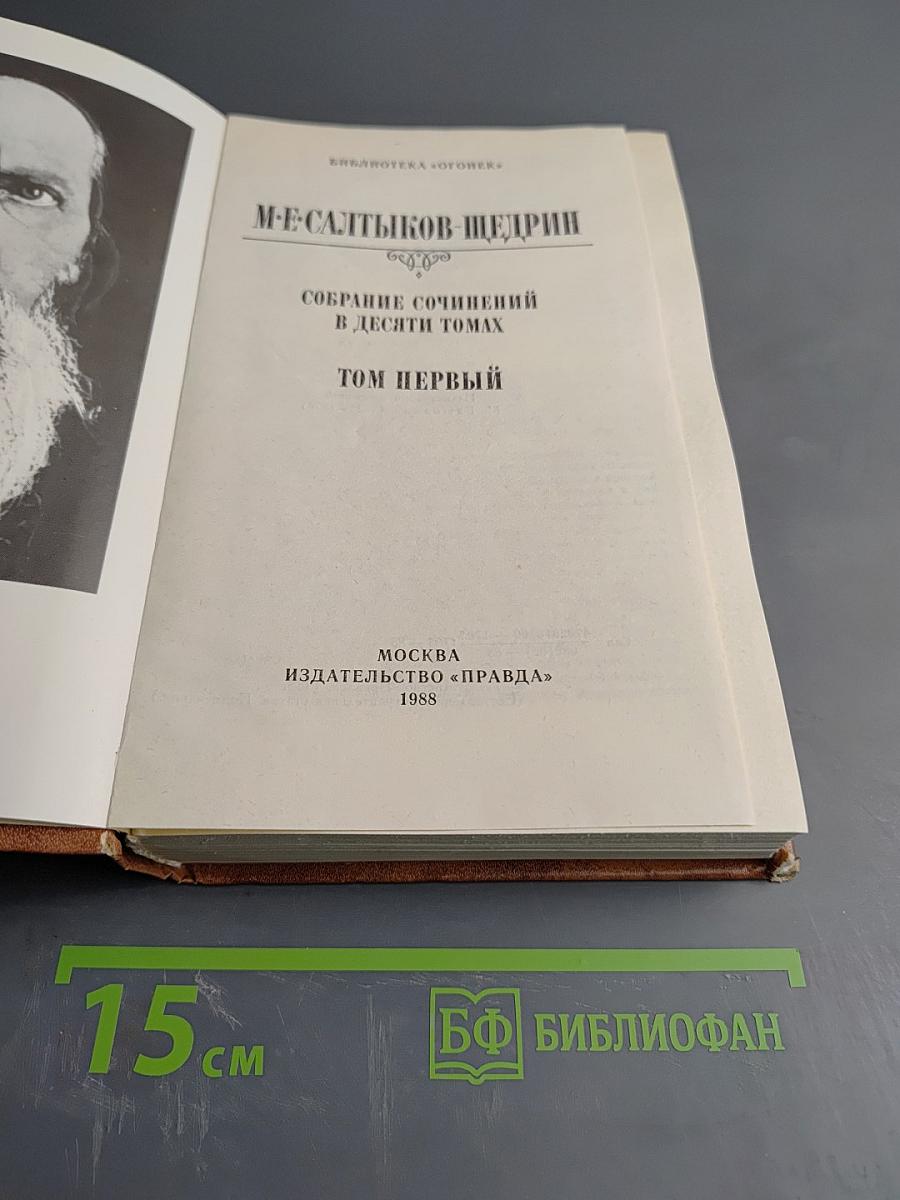 БИБЛИОТЕКА «ОГОНЕК»
М·Е·САЛТЫКОВ-ЩЕДРИН
СОБРАНИЕ СОЧИНЕНИЙ
В ДЕСЯТИ ТОМАХ
ТОМ ПЕРВЫЙ
МОСКВА
ИЗДАТЕЛЬСТВО «ПРАВДА»
1988
15 см
БФ БИБЛИОФАН